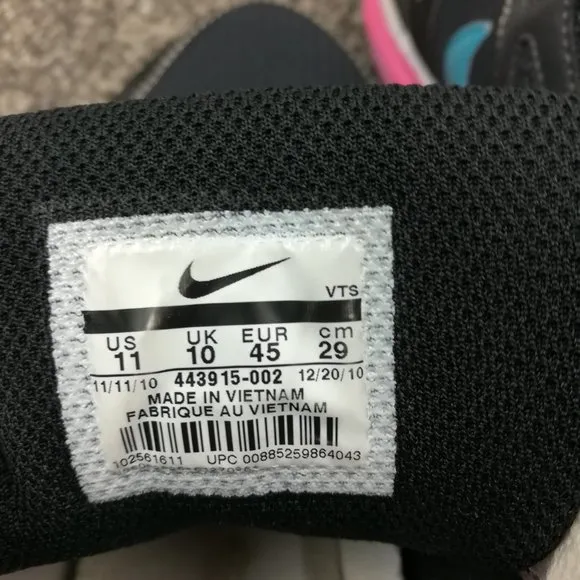 VTS
US UK EUR cm
11 10 45 29
11/11/10 443915-002 12/20/10
MADE IN VIETNAM
FABRIQUE AU VIETNAM
102561611 UPC 00885259864043